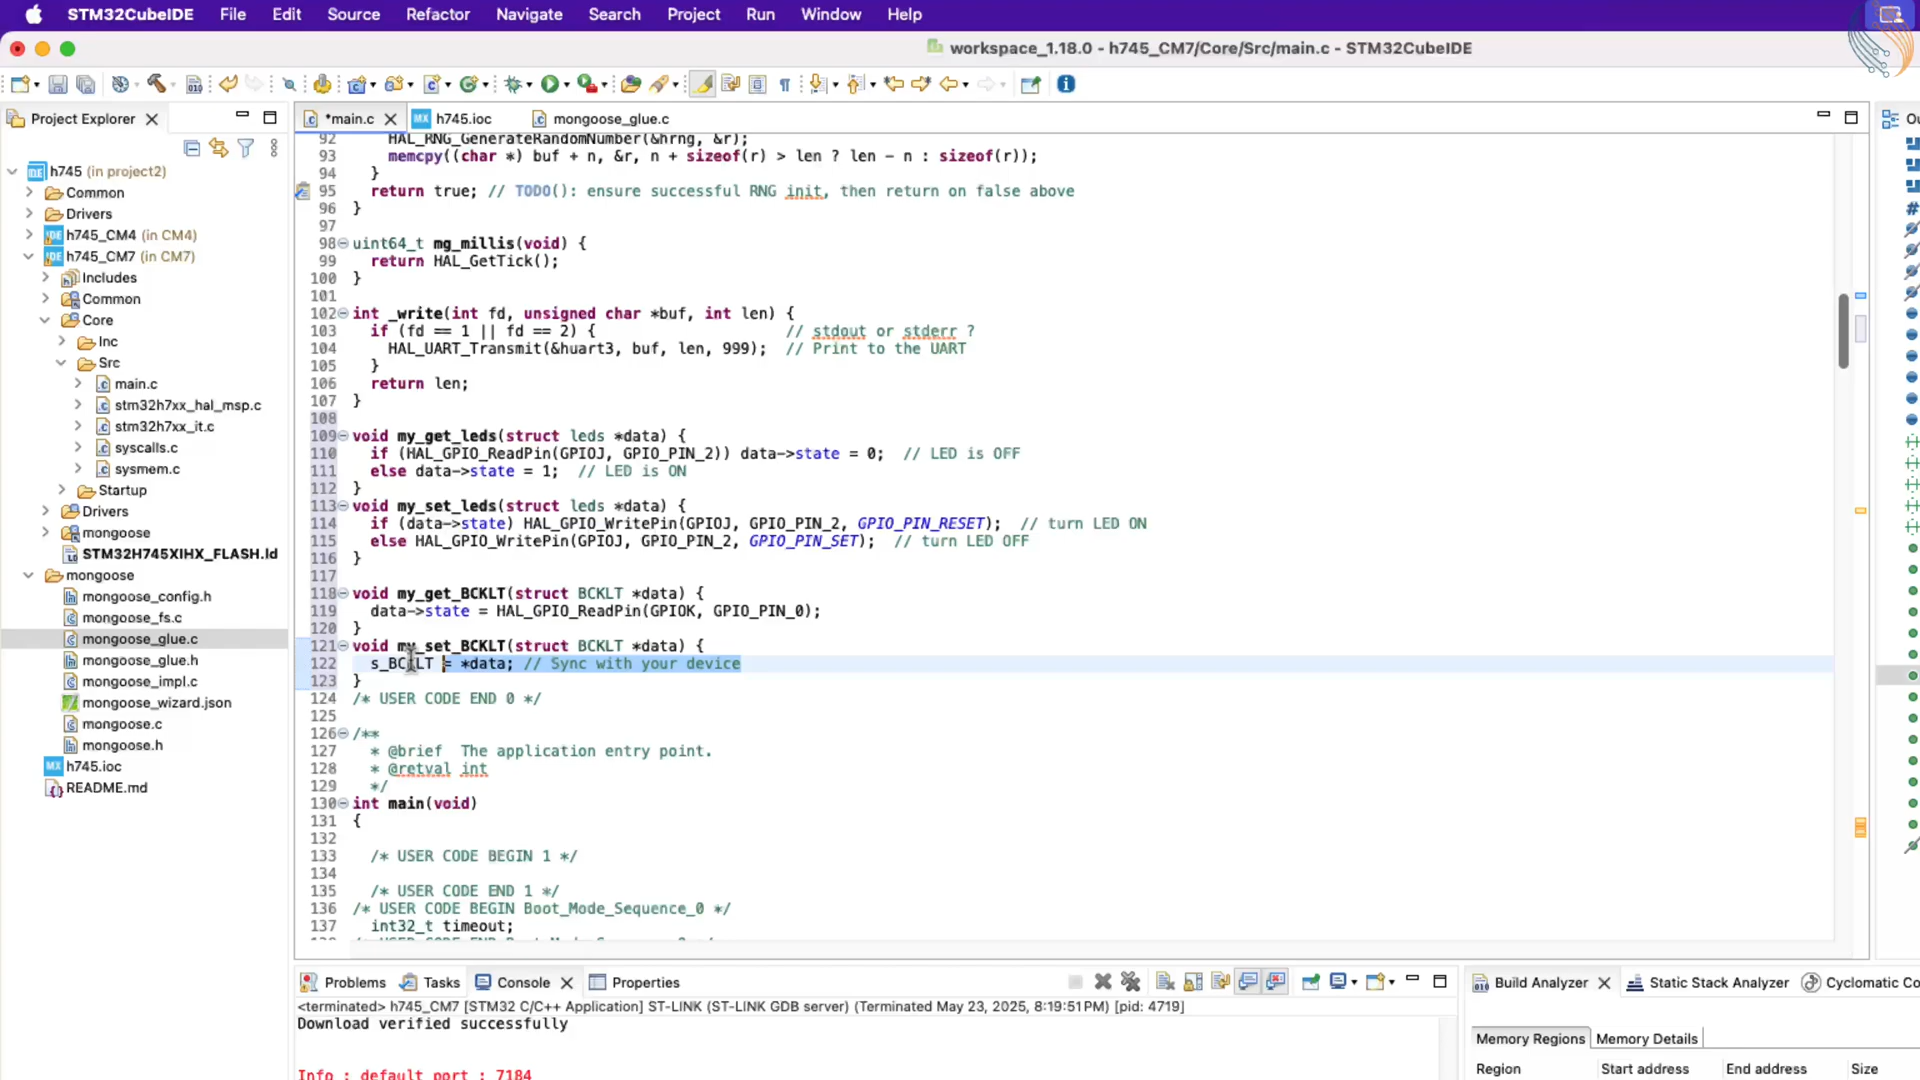 STM32CubeIDE File Edit Source Refactor Navigate Search Project Run Window Help
workspace_1.18.0 - h745_CM7/Core/Src/main.c - STM32CubeIDE
Project Explorer
*main.c
h745.ioc
mongoose_glue.c
h745 (in project2)
Common
Drivers
h745_CM4 (in CM4)
h745_CM7 (in CM7)
Includes
Common
Core
Inc
Src
main.c
stm32h7xx_hal_msp.c
stm32h7xx_it.c
syscalls.c
sysmem.c
Startup
Drivers
mongoose
STM32H745XIHX_FLASH.ld
mongoose
mongoose_config.h
mongoose_fs.c
mongoose_glue.c
mongoose_glue.h
mongoose_impl.c
mongoose_wizard.json
mongoose.c
mongoose.h
h745.ioc
README.md
92 HAL_RNG_GenerateRandomNumber(&hrng, &r);
93 memcpy((char *) buf + n, &r, n + sizeof(r) > len ? len - n : sizeof(r));
94 }
95 return true; // TODO(): ensure successful RNG init, then return on false above
96 }
97
98 uint64_t mg_millis(void) {
99 return HAL_GetTick();
100 }
101
102 int _write(int fd, unsigned char *buf, int len) {
103 if (fd == 1 || fd == 2) { // stdout or stderr ?
104 HAL_UART_Transmit(&huart3, buf, len, 999); // Print to the UART
105 }
106 return len;
107 }
108
109 void my_get_leds(struct leds *data) {
110 if (HAL_GPIO_ReadPin(GPIOJ, GPIO_PIN_2)) data->state = 0; // LED is OFF
111 else data->state = 1; // LED is ON
112 }
113 void my_set_leds(struct leds *data) {
114 if (data->state) HAL_GPIO_WritePin(GPIOJ, GPIO_PIN_2, GPIO_PIN_RESET); // turn LED ON
115 else HAL_GPIO_WritePin(GPIOJ, GPIO_PIN_2, GPIO_PIN_SET); // turn LED OFF
116 }
117
118 void my_get_BCKLT(struct BCKLT *data) {
119 data->state = HAL_GPIO_ReadPin(GPIOK, GPIO_PIN_0);
120 }
121 void my_set_BCKLT(struct BCKLT *data) {
122 s_BCKLT = *data; // Sync with your device
123 }
124 /* USER CODE END 0 */
125
126 /**
127 * @brief The application entry point.
128 * @retval int
129 */
130 int main(void)
131 {
132
133 /* USER CODE BEGIN 1 */
134
135 /* USER CODE END 1 */
136 /* USER CODE BEGIN Boot_Mode_Sequence_0 */
137 int32_t timeout;
Problems Tasks Console Properties
<terminated> h745_CM7 [STM32 C/C++ Application] ST-LINK (ST-LINK GDB server) (Terminated May 23, 2025, 8:19:51 PM) [pid: 4719]
Download verified successfully
Info : default port : 7184
Build Analyzer Static Stack Analyzer Cyclomatic Co
Memory Regions Memory Details
Region Start address End address Size